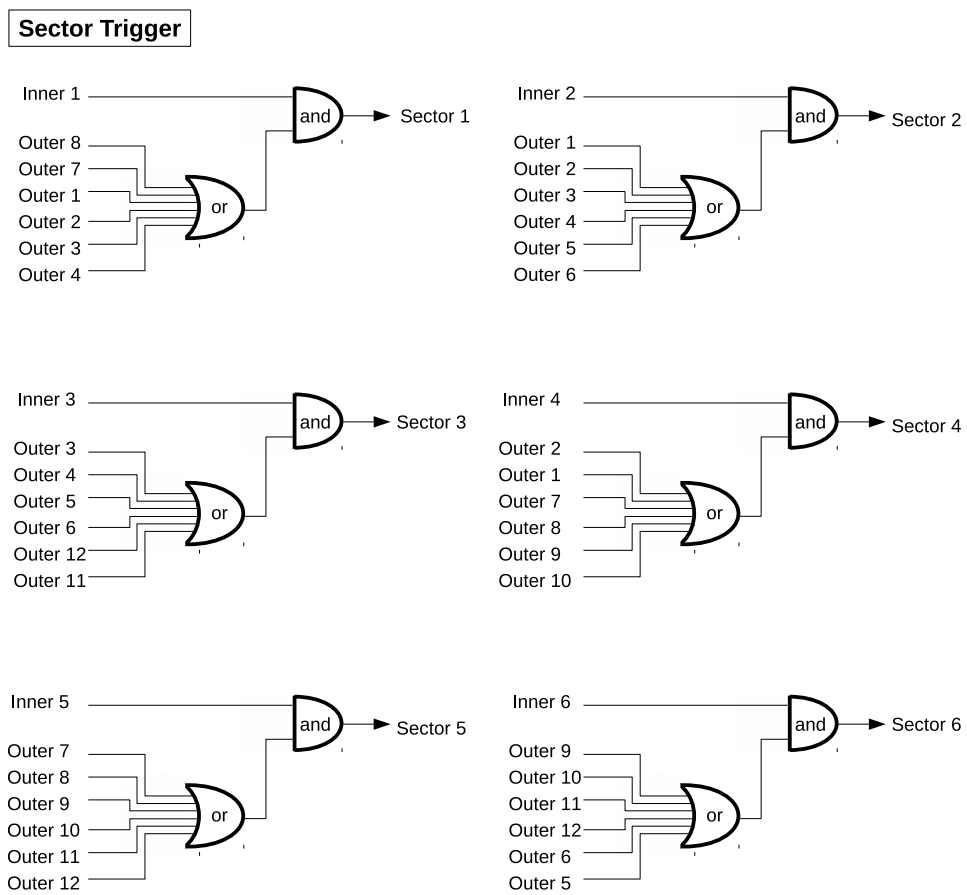 Sector Trigger
Inner 1
and
Sector 1
Outer 8
Outer 7
Outer 1
Outer 2
Outer 3
Outer 4
or
Inner 2
and
Sector 2
Outer 1
Outer 2
Outer 3
Outer 4
Outer 5
Outer 6
or
Inner 3
and
Sector 3
Outer 3
Outer 4
Outer 5
Outer 6
Outer 12
Outer 11
or
Inner 4
and
Sector 4
Outer 2
Outer 1
Outer 7
Outer 8
Outer 9
Outer 10
or
Inner 5
and
Sector 5
Outer 7
Outer 8
Outer 9
Outer 10
Outer 11
Outer 12
or
Inner 6
and
Sector 6
Outer 9
Outer 10
Outer 11
Outer 12
Outer 6
Outer 5
or